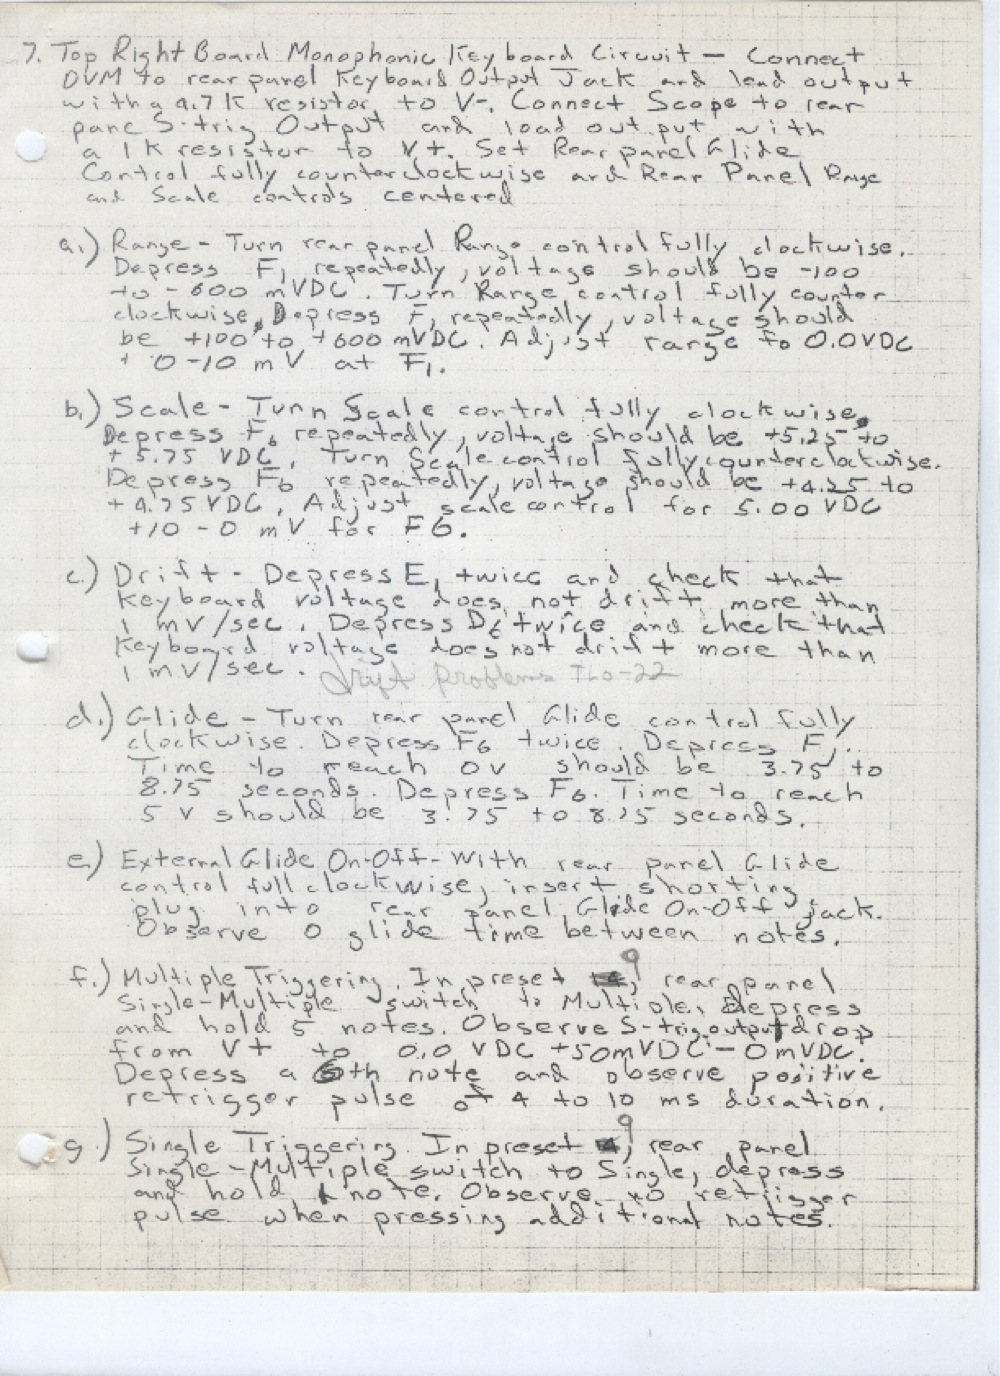 7. Top Right Board Monophonic Keyboard Circuit — Connect
DVM to rear panel Keyboard Output Jack and load output
with a 4.7 K resistor to V-. Connect Scope to rear
pane S-trig Output and load out put with
a 1 K resistor to V+. Set Rear panel Glide
Control fully counterclockwise and Rear Panel Range
and Scale controls centered
a.) Range - Turn rear panel Range control fully clockwise.
Depress F1 repeatedly, voltage should be -100
to -600 mVDC. Turn Range control fully counter
clockwise, Depress F1 repeatedly, voltage should
be +100 to +600 mVDC. Adjust range to 0.0VDC
+ 0 -10 mV at F1.
b.) Scale - Turn Scale control fully clockwise.
Depress F6 repeatedly, voltage should be +5.25 to
+ 5.75 VDC. Turn Scale control fully counterclockwise.
Depress F6 repeatedly, voltage should be +4.25 to
+ 4.75 VDC. Adjust scale control for 5.00 VDC
+10 -0 mV for F6.
c.) Drift - Depress E1 twice and check that
Keyboard voltage does not drift more than
1 mV/sec. Depress D6 twice and check that
Keyboard voltage does not drift more than
1 mV/sec. Drift Problems
d.) Glide - Turn rear panel Glide control fully
clockwise. Depress F6 twice. Depress F1.
Time to reach 0v should be 3.75 to
8.75 seconds. Depress F6. Time to reach
5 v should be 3.75 to 8.75 seconds.
e.) External Glide On-Off - With rear panel Glide
control full clockwise, insert shorting
plug into rear panel Glide On-Off jack.
Observe 0 glide time between notes.
f.) Multiple Triggering. In preset 9, rear panel
Single-Multiple switch to Multiple, depress
and hold 5 notes. Observe S-trig output drop
from V+ to 0.0 VDC +50mVDC - 0mVDC.
Depress a 6th note and observe positive
retrigger pulse of 4 to 10 ms duration.
g.) Single Triggering. In preset 9, rear panel
Single-Multiple switch to Single, depress
and hold 1 note. Observe no retrigger
pulse when pressing additional notes.